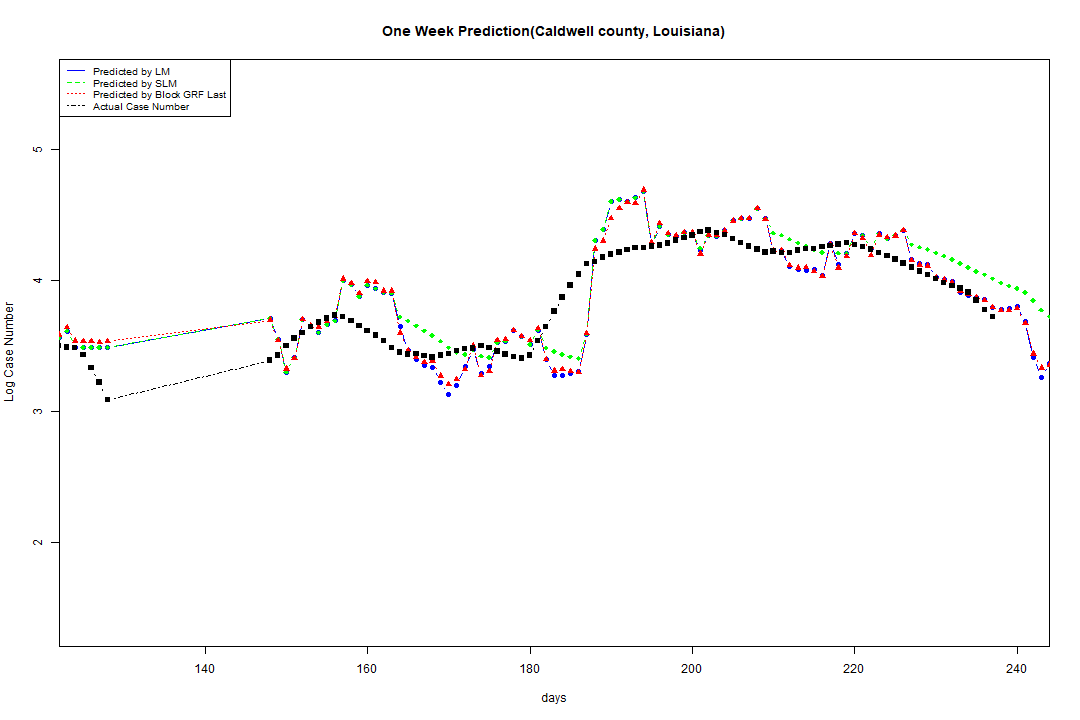 One Week Prediction(Caldwell county, Louisiana)
Predicted by LM
Predicted by SLM
Predicted by Block GRF Last
Actual Case Number
Log Case Number
5
4
3
2
140 160 180 200 220 240
days